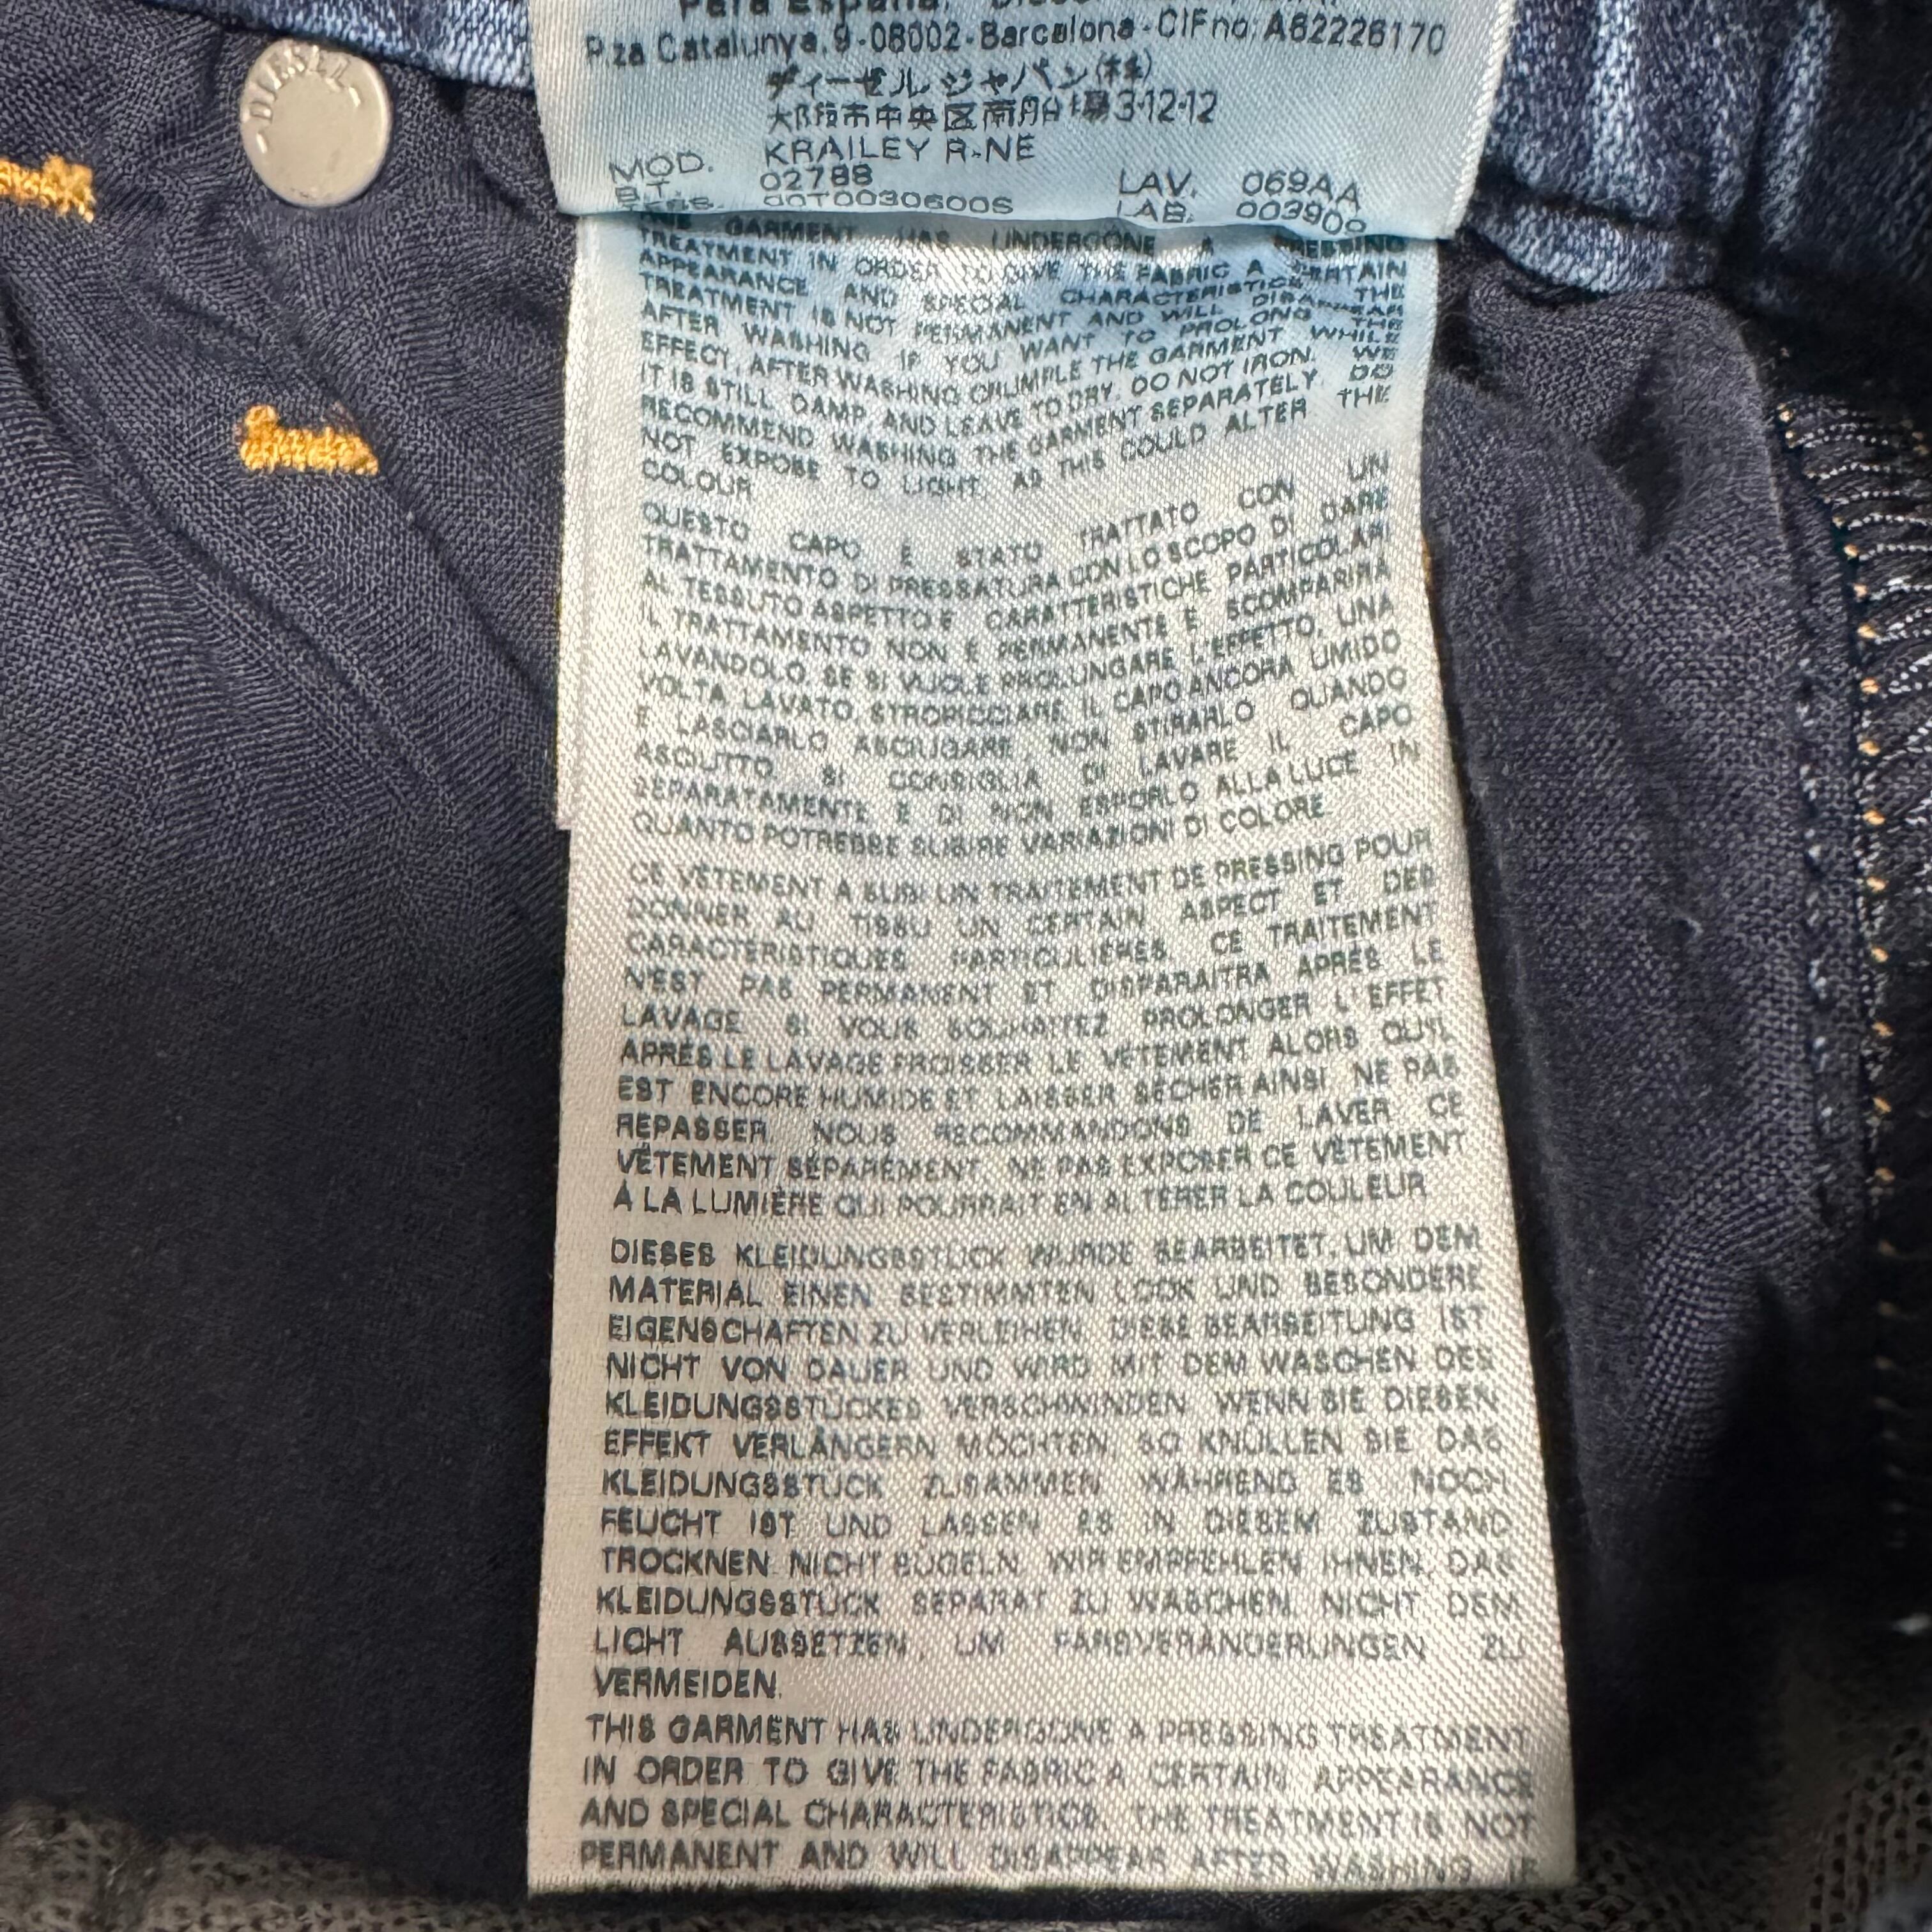 Para España:
P.za Catalunya, 9-08002-Barcelona-CIFno: A62226170
ディーゼルジャパン(株)
大阪市中央区南船場3-12-12
MOD. KRAILEY R-NE
B.T. 02788 LAV. 069AA
00T0030600S LAB. 003900
DIESEL
GARMENT HAS UNDERGONE A PRESSING
TREATMENT IN ORDER TO GIVE THE FABRIC A CERTAIN
APPEARANCE AND SPECIAL CHARACTERISTICS. THE
TREATMENT IS NOT PERMANENT AND WILL DISAPPEAR
AFTER WASHING. IF YOU WANT TO PROLONG THE
EFFECT, AFTER WASHING CRUMPLE THE GARMENT WHILE
IT IS STILL DAMP, AND LEAVE TO DRY. DO NOT IRON. WE
RECOMMEND WASHING THE GARMENT SEPARATELY. DO
NOT EXPOSE TO LIGHT, AS THIS COULD ALTER THE
COLOUR
QUESTO CAPO È STATO TRATTATO CON UN
TRATTAMENTO DI PRESSATURA CON LO SCOPO DI DARE
AL TESSUTO ASPETTO E CARATTERISTICHE PARTICOLARI
IL TRATTAMENTO NON È PERMANENTE E SCOMPARIRÀ
LAVANDOLO. SE SI VUOLE PROLUNGARE L'EFFETTO, UNA
VOLTA LAVATO, STROPICCIARE IL CAPO ANCORA UMIDO
E LASCIARLO ASCIUGARE, NON STIRARLO QUANDO
ASCIUTTO. SI CONSIGLIA DI LAVARE IL CAPO
SEPARATAMENTE E DI NON ESPORLO ALLA LUCE IN
QUANTO POTREBBE SUBIRE VARIAZIONI DI COLORE
CE VÊTEMENT A SUBI UN TRAITEMENT DE PRESSING POUR
DONNER AU TISSU UN CERTAIN ASPECT ET DES
CARACTÉRISTIQUES PARTICULIÈRES. CE TRAITEMENT
N'EST PAS PERMANENT ET DISPARAITRA APRÈS LE
LAVAGE. SI VOUS SOUHAITEZ PROLONGER L'EFFET
APRÈS LE LAVAGE FROISSER LE VÊTEMENT ALORS QU'IL
EST ENCORE HUMIDE ET LAISSER SÉCHER AINSI. NE PAS
REPASSER. NOUS RECOMMANDONS DE LAVER CE
VÊTEMENT SÉPARÉMENT. NE PAS EXPOSER CE VÊTEMENT
À LA LUMIÈRE QUI POURRAIT EN ALTÉRER LA COULEUR
DIESES KLEIDUNGSSTÜCK WURDE BEARBEITET UM DEM
MATERIAL EINEN BESTIMMTEN LOOK UND BESONDERE
EIGENSCHAFTEN ZU VERLEIHEN. DIESE BEARBEITUNG IST
NICHT VON DAUER UND WIRD MIT DEM WASCHEN DES
KLEIDUNGSSTÜCKES VERSCHWINDEN. WENN SIE DIESEN
EFFEKT VERLÄNGERN MÖCHTEN, SO KNÜLLEN SIE DAS
KLEIDUNGSSTÜCK ZUSAMMEN WÄHREND ES NOCH
FEUCHT IST UND LASSEN ES IN DIESEM ZUSTAND
TROCKNEN. NICHT BÜGELN. WIR EMPFEHLEN IHNEN, DAS
KLEIDUNGSSTÜCK SEPARAT ZU WASCHEN. NICHT DEM
LICHT AUSSETZEN, UM FARBVERÄNDERUNGEN ZU
VERMEIDEN.
THIS GARMENT HAS UNDERGONE A PRESSING TREATMENT
IN ORDER TO GIVE THE FABRIC A CERTAIN APPEARANCE
AND SPECIAL CHARACTERISTICS. THE TREATMENT IS NOT
PERMANENT AND WILL DISAPPEAR AFTER WASHING. IF